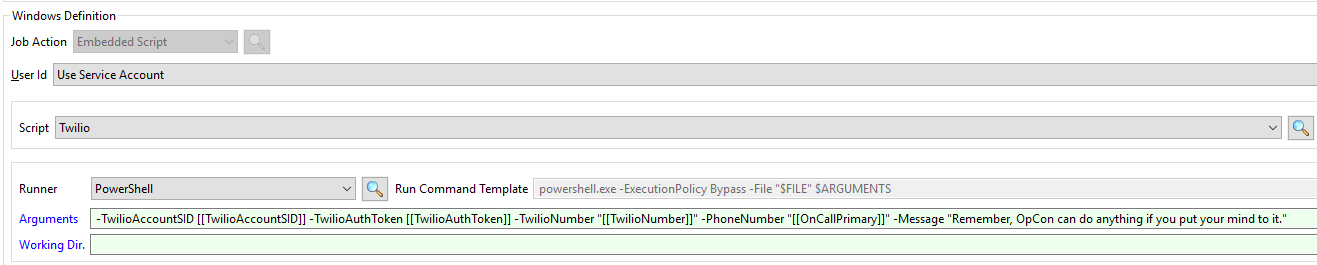 Windows Definition
Job Action Embedded Script
User Id Use Service Account
Script Twilio
Runner PowerShell Run Command Template powershell.exe -ExecutionPolicy Bypass -File "$FILE" $ARGUMENTS
Arguments -TwilioAccountSID [[TwilioAccountSID]] -TwilioAuthToken [[TwilioAuthToken]] -TwilioNumber "[[TwilioNumber]]" -PhoneNumber "[[OnCallPrimary]]" -Message "Remember, OpCon can do anything if you put your mind to it."
Working Dir.